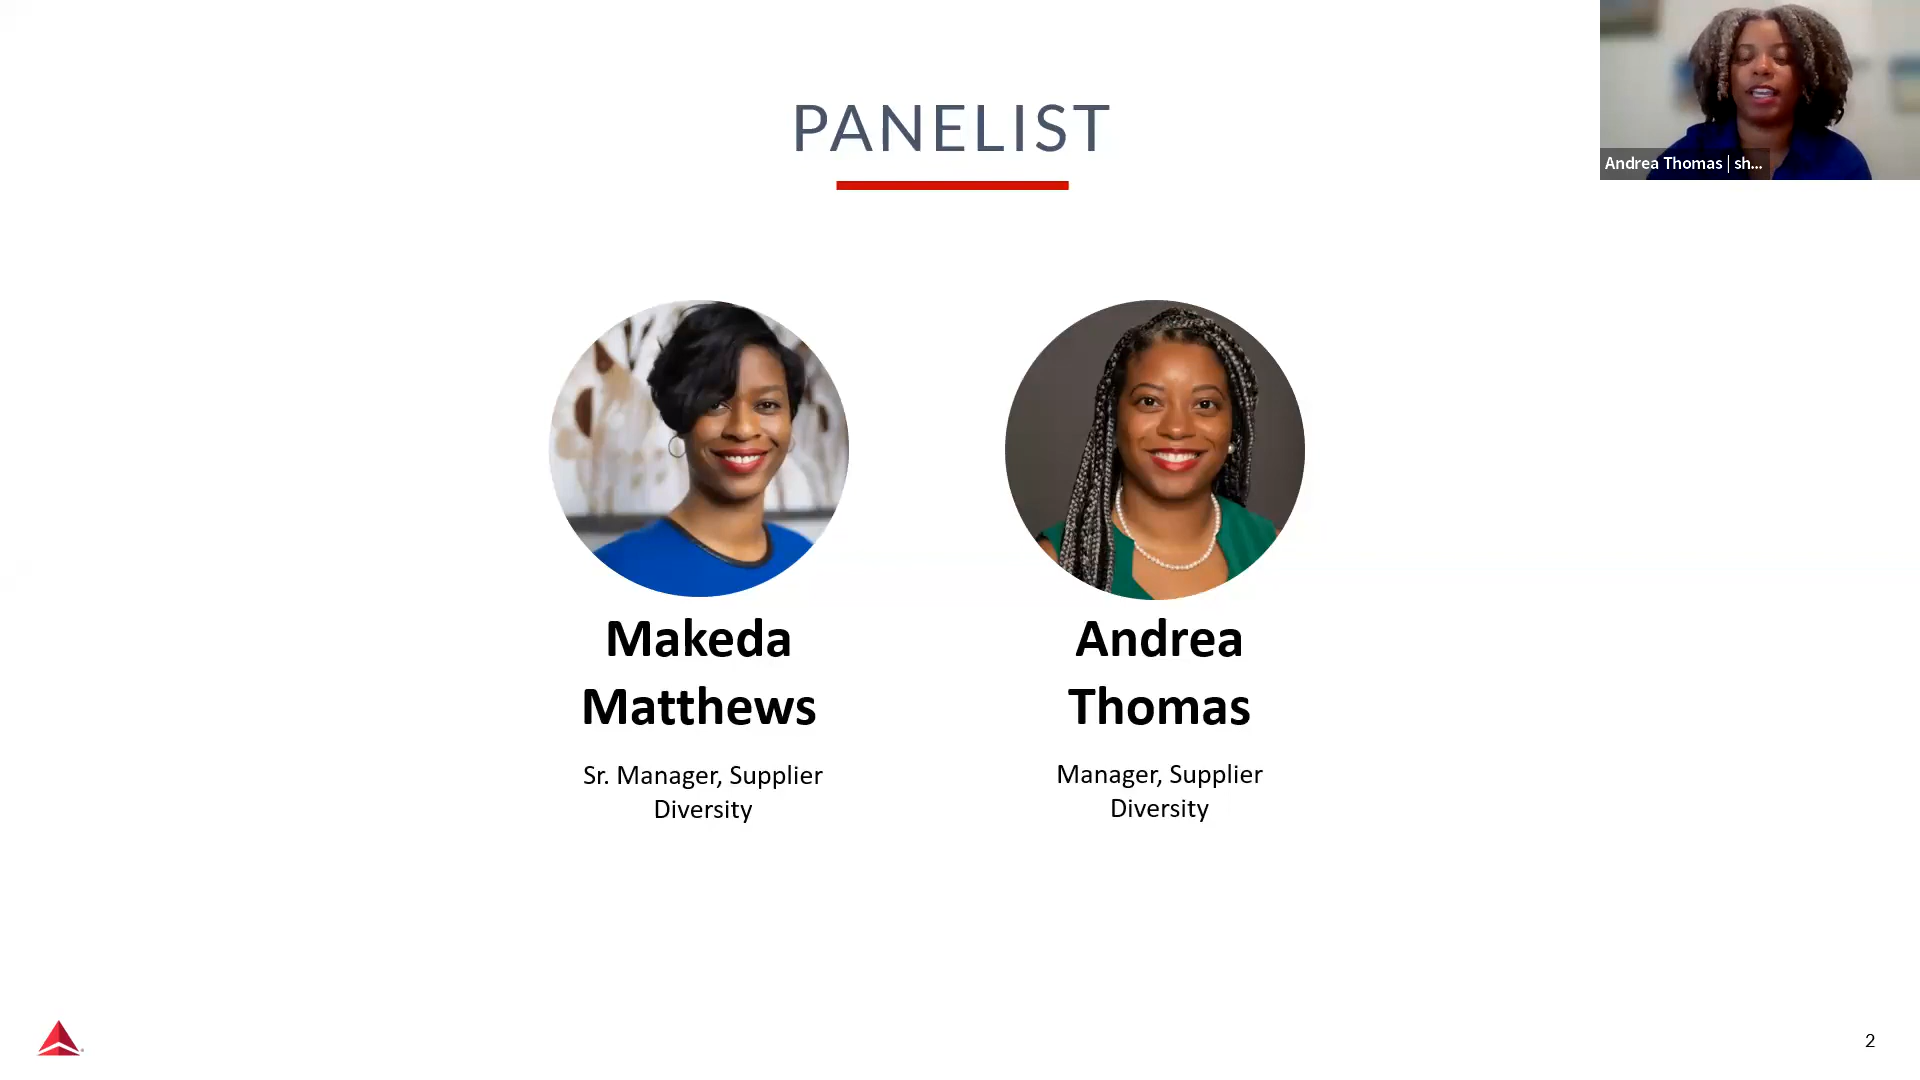 PANELIST
Andrea Thomas | sh...
Makeda
Matthews
Sr. Manager, Supplier
Diversity
Andrea
Thomas
Manager, Supplier
Diversity
2